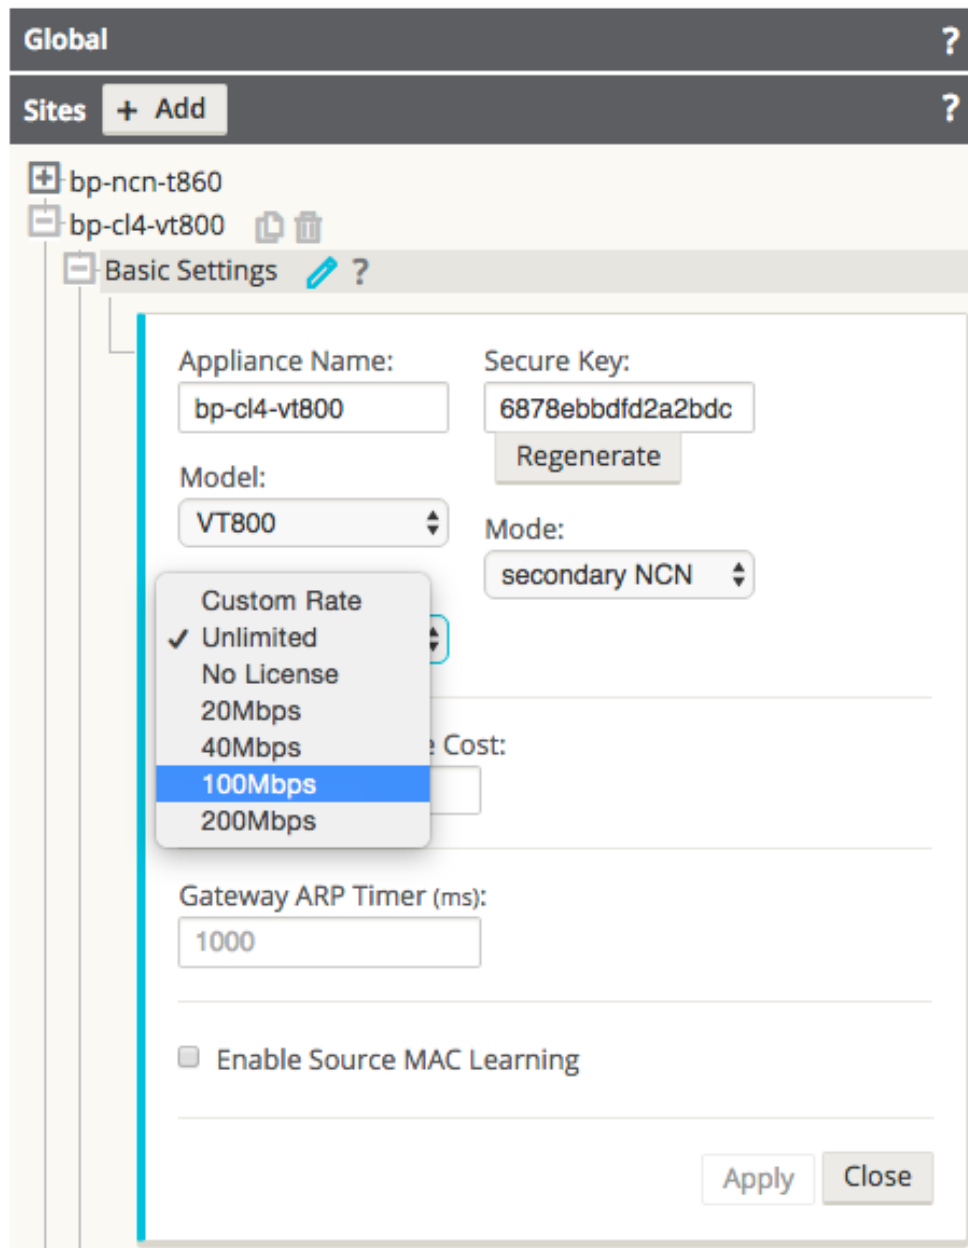 Global ?
Sites + Add ?
bp-ncn-t860
bp-cl4-vt800
Basic Settings ?
Appliance Name: Secure Key:
bp-cl4-vt800 6878ebbdfd2a2bdc
Regenerate
Model:
VT800 Mode:
secondary NCN
Custom Rate
✓ Unlimited
No License
20Mbps
40Mbps Cost:
100Mbps
200Mbps
Gateway ARP Timer (ms):
1000
Enable Source MAC Learning
Apply Close